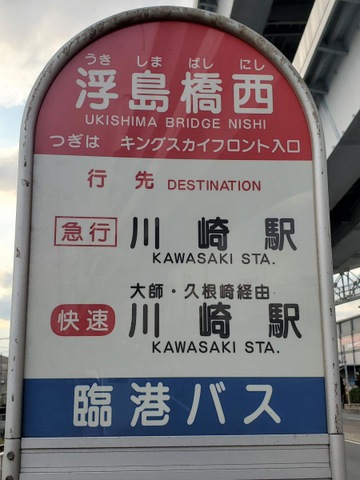 うき しま ばし にし
浮島橋西
UKISHIMA BRIDGE NISHI
つぎは キングスカイフロント入口
行先 DESTINATION
急行 川崎駅
KAWASAKI STA.
大師・久根崎経由
快速 川崎駅
KAWASAKI STA.
臨港バス